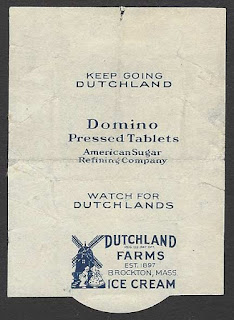 KEEP GOING
DUTCHLAND
Domino
Pressed Tablets
American Sugar
Refining Company
WATCH FOR
DUTCHLANDS
DUTCHLAND
FARMS
EST. 1897
BROCKTON, MASS
ICE CREAM